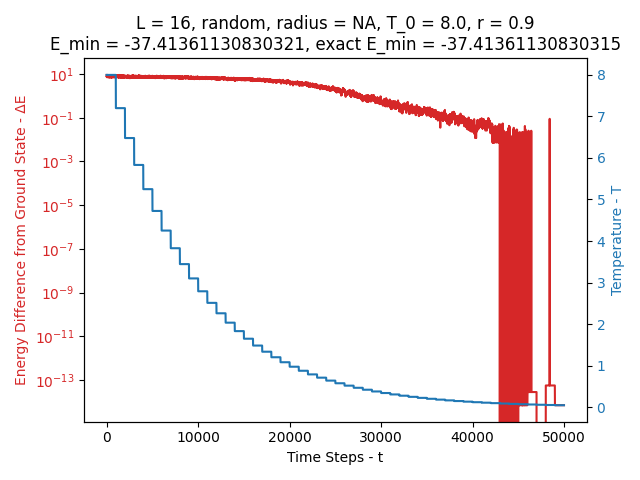 L = 16, random, radius = NA, T_0 = 8.0, r = 0.9
E_min = -37.41361130830321, exact E_min = -37.41361130830315
Energy Difference from Ground State - ΔE
10^1
10^-1
10^-3
10^-5
10^-7
10^-9
10^-11
10^-13
8
7
6
5
4
3
2
1
0
Temperature - T
0 10000 20000 30000 40000 50000
Time Steps - t